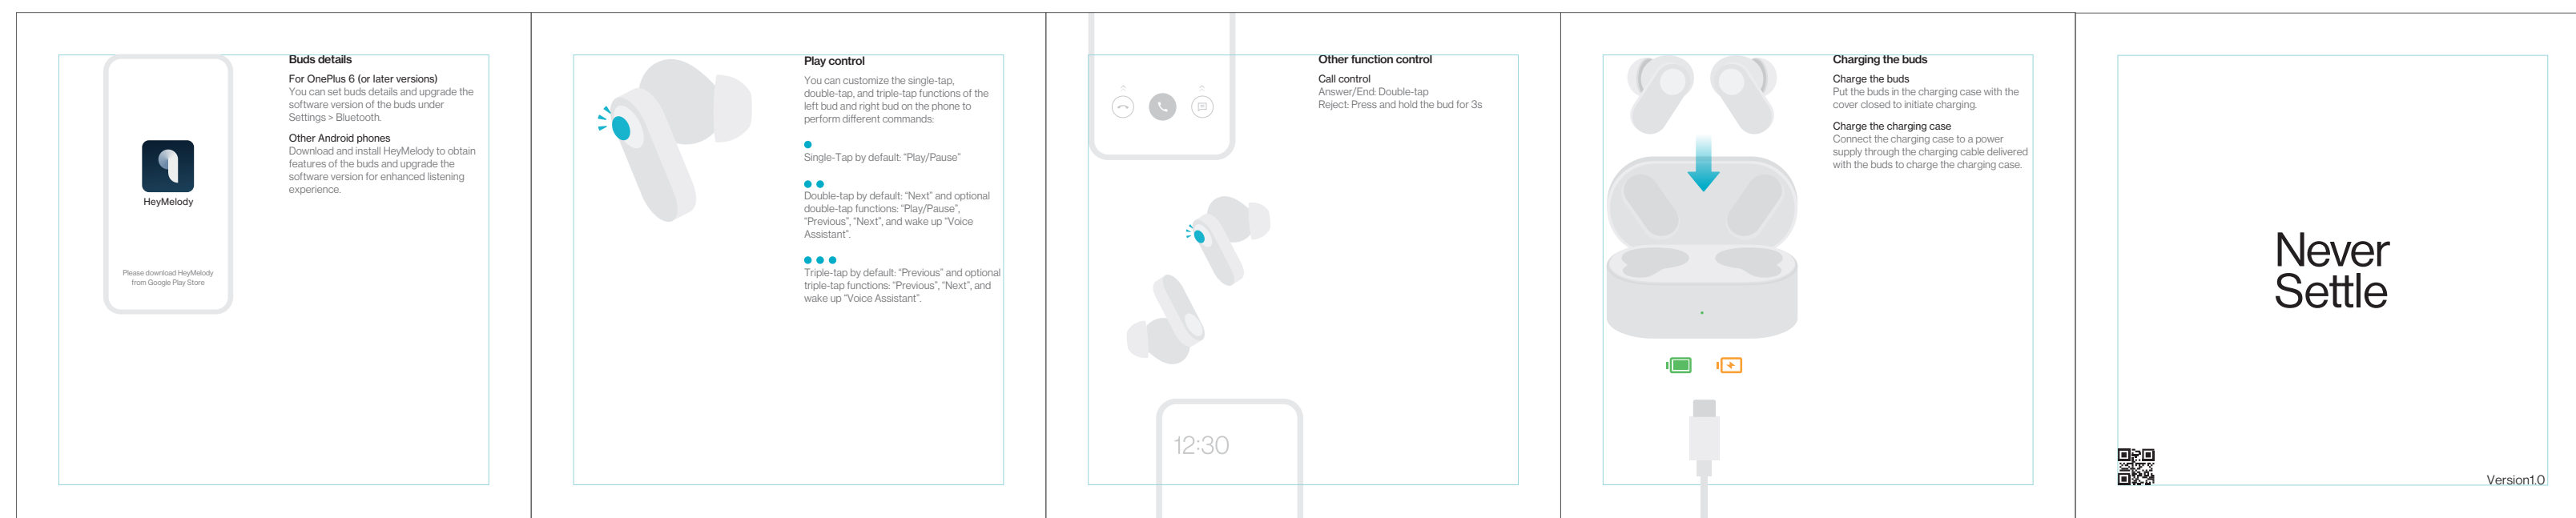 HeyMelody
Please download HeyMelody
from Google Play Store
Buds details
For OnePlus 6 (or later versions)
You can set buds details and upgrade the
software version of the buds under
Settings > Bluetooth.
Other Android phones
Download and install HeyMelody to obtain
features of the buds and upgrade the
software version for enhanced listening
experience.
Play control
You can customize the single-tap,
double-tap, and triple-tap functions of the
left bud and right bud on the phone to
perform different commands:
Single-Tap by default: “Play/Pause”
Double-tap by default: “Next” and optional
double-tap functions: “Play/Pause”,
“Previous”, “Next”, and wake up “Voice
Assistant”.
Triple-tap by default: “Previous” and optional
triple-tap functions: “Previous”, “Next”, and
wake up “Voice Assistant”.
Other function control
Call control
Answer/End: Double-tap
Reject: Press and hold the bud for 3s
12:30
Charging the buds
Charge the buds
Put the buds in the charging case with the
cover closed to initiate charging.
Charge the charging case
Connect the charging case to a power
supply through the charging cable delivered
with the buds to charge the charging case.
Never
Settle
Version1.0